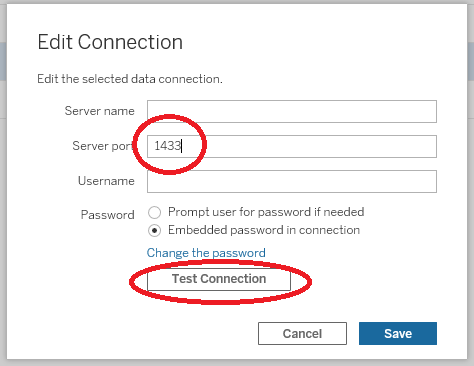 Edit Connection
Edit the selected data connection.
Server name
Server port 1433
Username
Password Prompt user for password if needed
Embedded password in connection
Change the password
Test Connection
Cancel Save